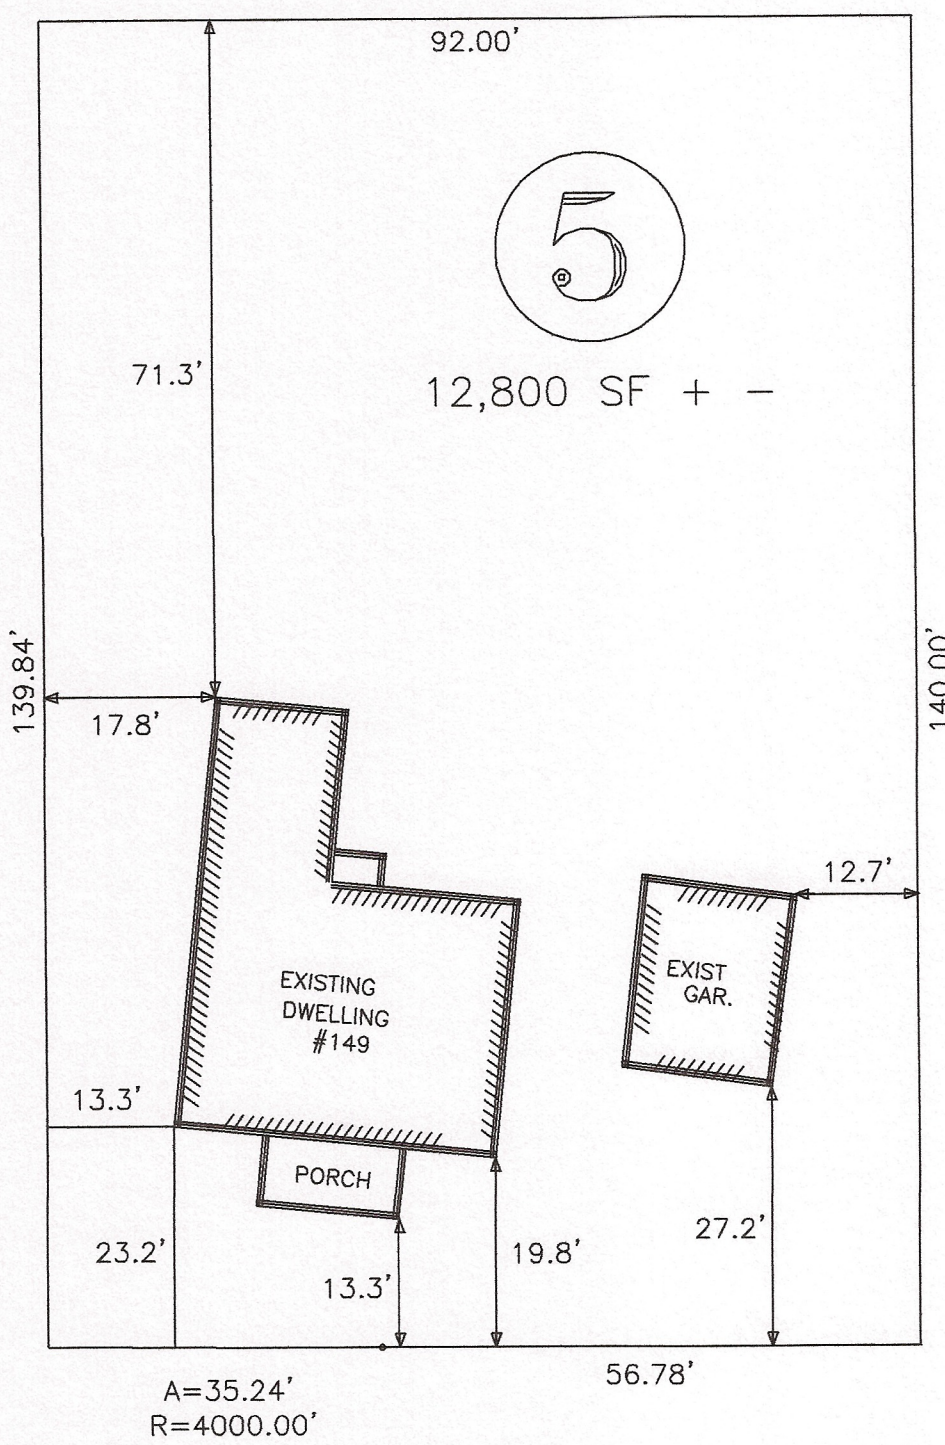 92.00'
5
71.3'
12,800 SF + -
139.84'
140.00'
17.8'
12.7'
EXISTING
DWELLING
#149
EXIST
GAR.
13.3'
PORCH
23.2'
13.3'
19.8'
27.2'
56.78'
A=35.24'
R=4000.00'